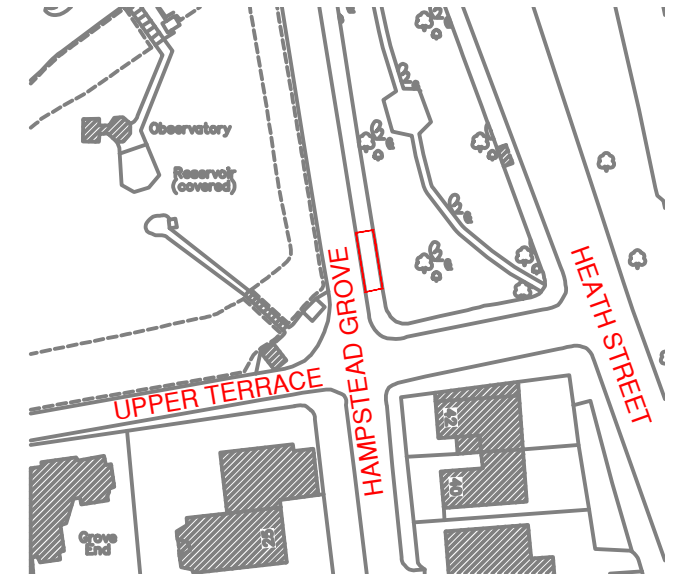 Observatory
Reservoir
(covered)
HAMPSTEAD GROVE
HEATH STREET
UPPER TERRACE
42
40
Grove
End